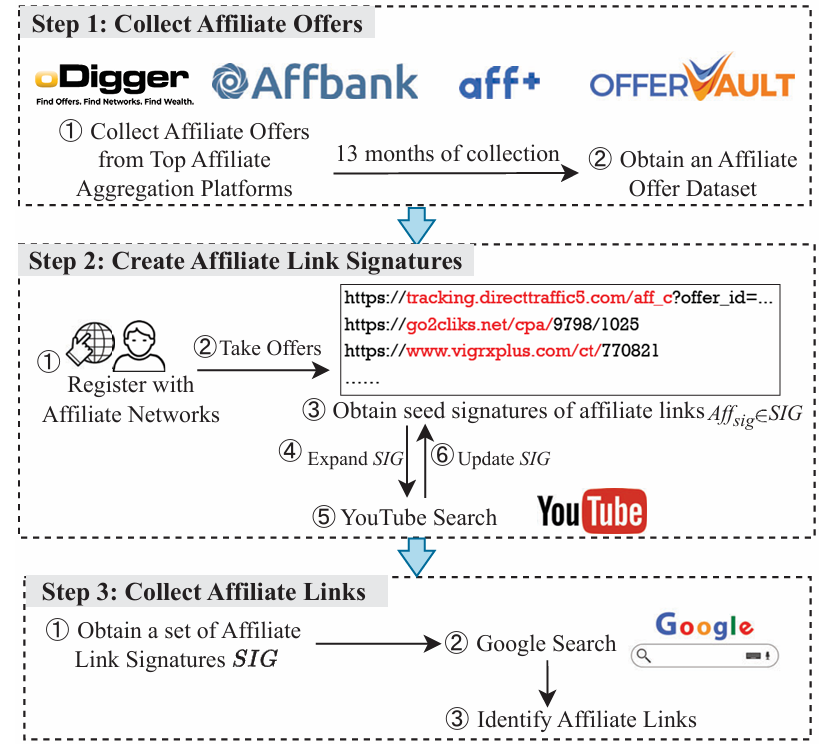 Step 1: Collect Affiliate Offers
oDigger
Find Offers. Find Networks. Find Wealth.
Affbank
aff+
OFFERVAULT
① Collect Affiliate Offers
from Top Affiliate
Aggregation Platforms
13 months of collection
② Obtain an Affiliate
Offer Dataset
Step 2: Create Affiliate Link Signatures
①
Register with
Affiliate Networks
② Take Offers
https://tracking.directtraffic5.com/aff_c?offer_id=...
https://go2cliks.net/cpa/9798/1025
https://www.vigrxplus.com/ct/770821
......
③ Obtain seed signatures of affiliate links Aff_sig∈SIG
④ Expand SIG
⑥ Update SIG
⑤ YouTube Search
YouTube
Step 3: Collect Affiliate Links
① Obtain a set of Affiliate
Link Signatures SIG
② Google Search
Google
③ Identify Affiliate Links